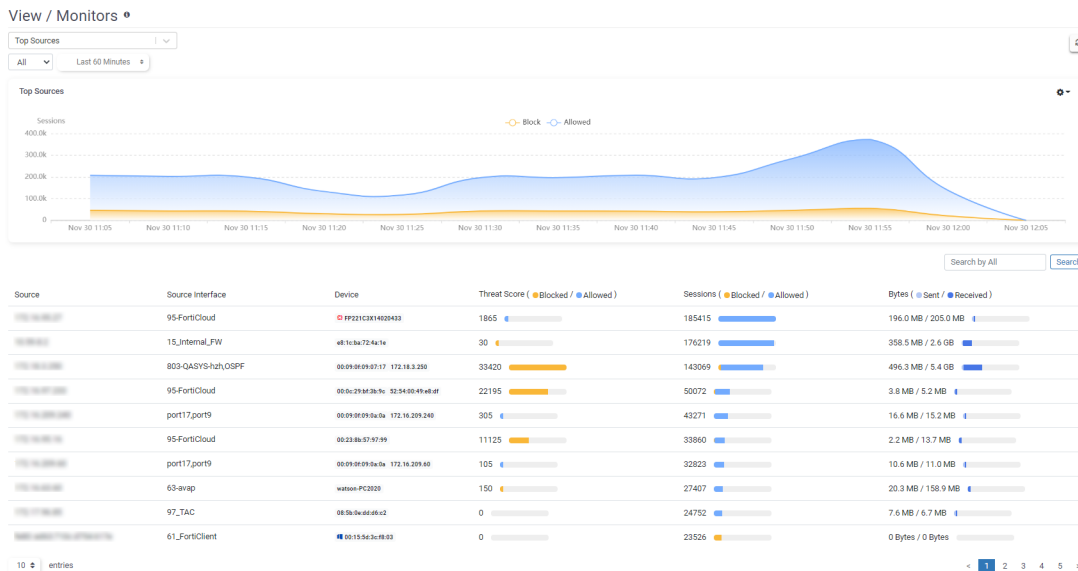 View / Monitors
Top Sources
All Last 60 Minutes
Top Sources
Sessions
Block Allowed
400.0k
300.0k
200.0k
100.0k
0
Nov 30 11:05 Nov 30 11:10 Nov 30 11:15 Nov 30 11:20 Nov 30 11:25 Nov 30 11:30 Nov 30 11:35 Nov 30 11:40 Nov 30 11:45 Nov 30 11:50 Nov 30 11:55 Nov 30 12:00 Nov 30 12:05
Search by All Search
Source Source Interface Device Threat Score ( Blocked / Allowed ) Sessions ( Blocked / Allowed ) Bytes ( Sent / Received )
95-FortiCloud FP221C3X14020433 1865 185415 196.0 MB / 205.0 MB
15_Internal_FW e8:1c:ba:72:4a:1e 30 176219 358.5 MB / 2.6 GB
803-QASYS-hzh,OSPF 00:09:0f:09:07:17 172.18.3.250 33420 143069 496.3 MB / 5.4 GB
95-FortiCloud 00:0c:29:bf:3b:9c 52:54:00:49:e8:df 22195 50072 3.8 MB / 5.2 MB
port17,port9 00:09:0f:09:0a:0a 172.16.209.240 305 43271 16.6 MB / 15.2 MB
95-FortiCloud 00:23:8b:57:97:99 11125 33860 2.2 MB / 13.7 MB
port17,port9 00:09:0f:09:0a:0a 172.16.209.60 105 32823 10.6 MB / 11.0 MB
63-avap watson-PC2020 150 27407 20.3 MB / 158.9 MB
97_TAC 08:5b:0e:dd:d6:c2 0 24752 7.6 MB / 6.7 MB
61_FortiClient 00:15:5d:3c:f8:03 0 23526 0 Bytes / 0 Bytes
10 entries < 1 2 3 4 5